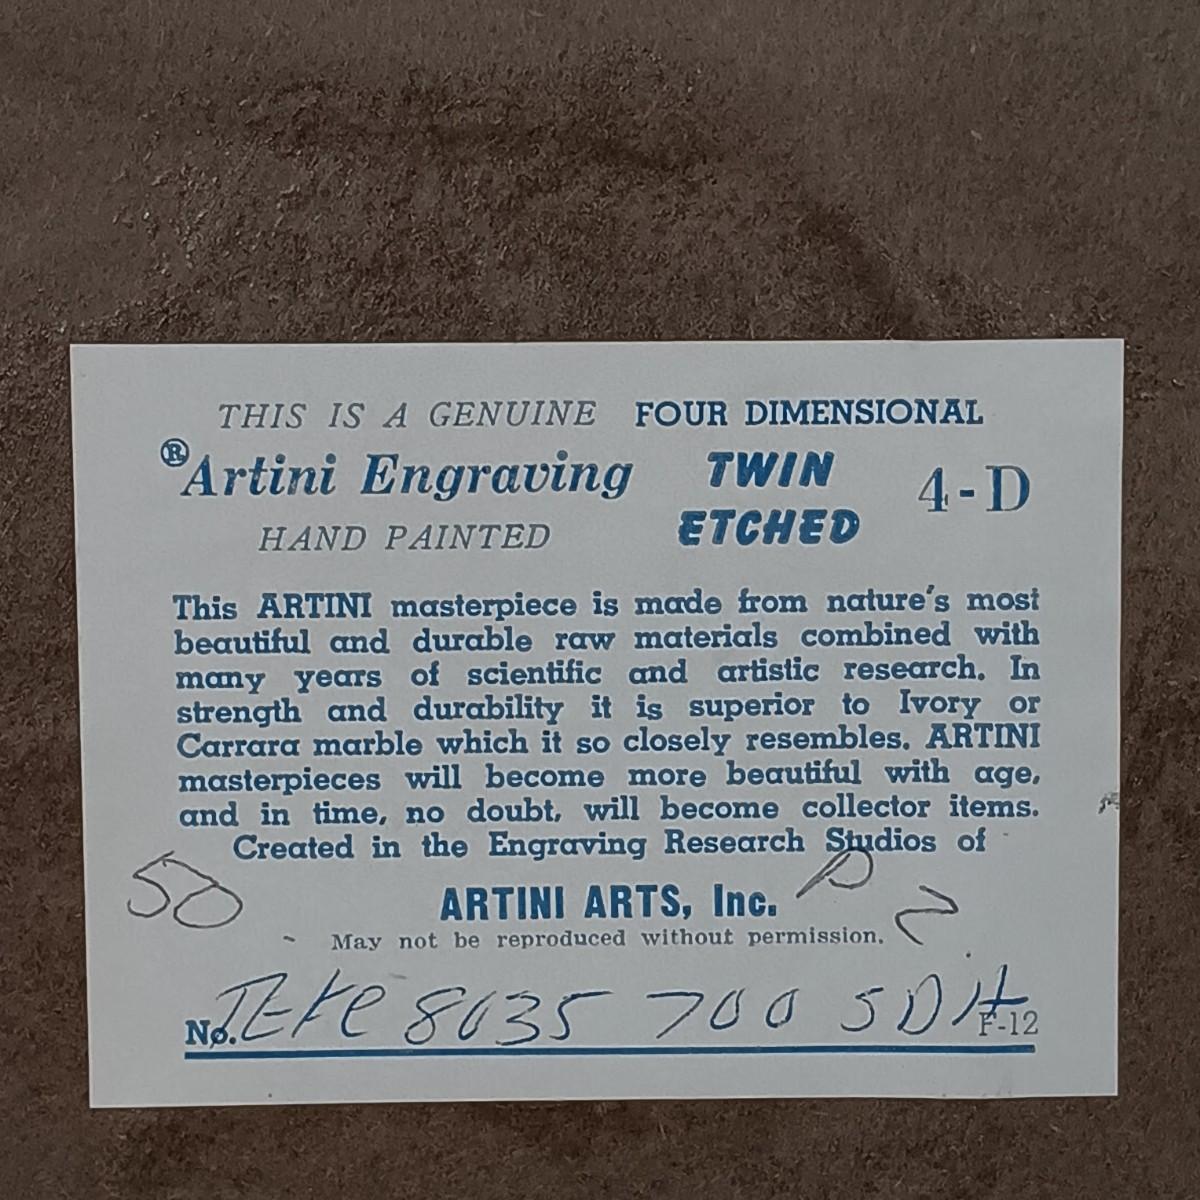 THIS IS A GENUINE FOUR DIMENSIONAL
®Artini Engraving TWIN ETCHED 4-D
HAND PAINTED
This ARTINI masterpiece is made from nature's most
beautiful and durable raw materials combined with
many years of scientific and artistic research. In
strength and durability it is superior to Ivory or
Carrara marble which it so closely resembles. ARTINI
masterpieces will become more beautiful with age,
and in time, no doubt, will become collector items.
Created in the Engraving Research Studios of
50 ARTINI ARTS, Inc.
May not be reproduced without permission.
No. 8035 700 F-12